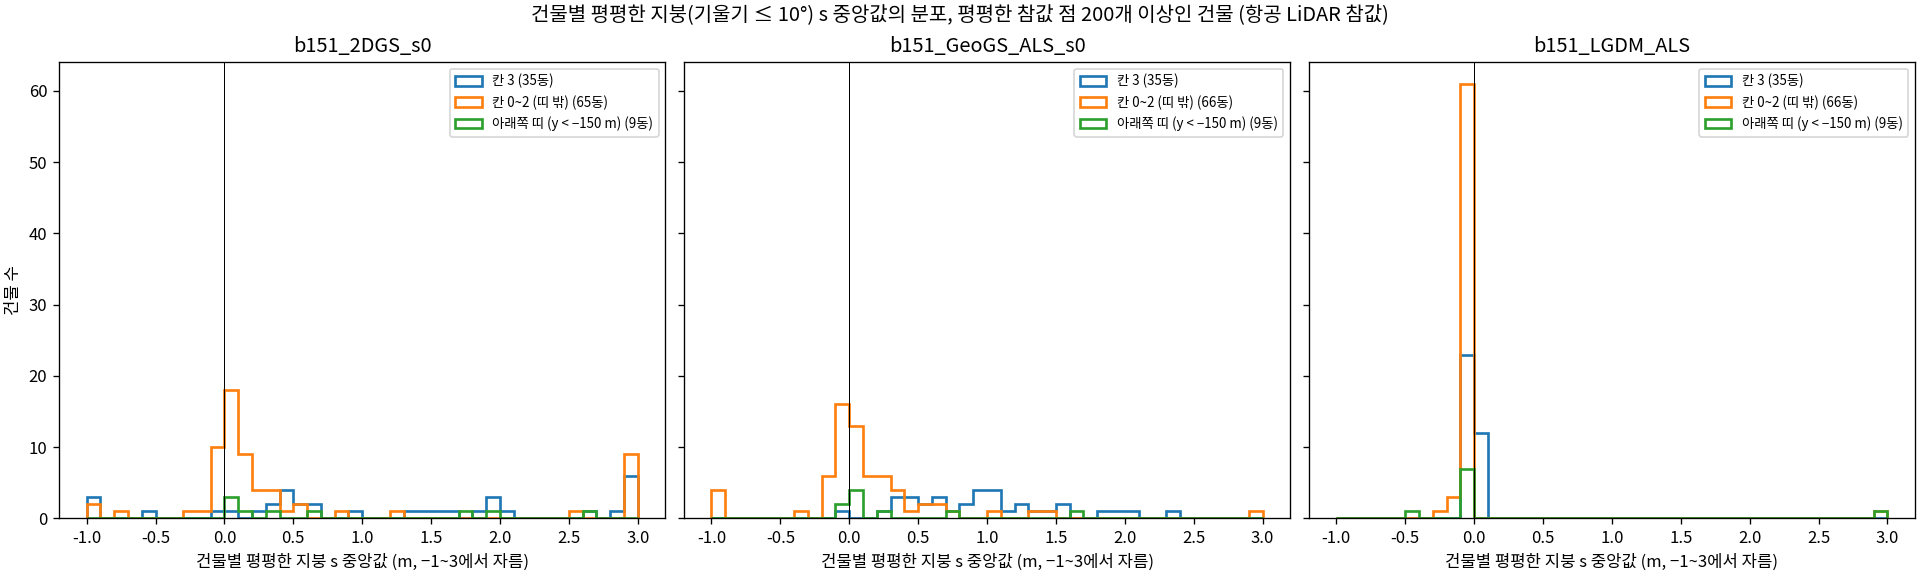 건물별 평평한 지붕(기울기 ≤ 10°) s 중앙값의 분포, 평평한 참값 점 200개 이상인 건물 (항공 LiDAR 참값)
b151_2DGS_s0
칸 3 (35동)
칸 0~2 (띠 밖) (65동)
아래쪽 띠 (y < −150 m) (9동)
건물 수
60
50
40
30
20
10
0
-1.0 -0.5 0.0 0.5 1.0 1.5 2.0 2.5 3.0
건물별 평평한 지붕 s 중앙값 (m, −1~3에서 자름)
b151_GeoGS_ALS_s0
칸 3 (35동)
칸 0~2 (띠 밖) (66동)
아래쪽 띠 (y < −150 m) (9동)
-1.0 -0.5 0.0 0.5 1.0 1.5 2.0 2.5 3.0
건물별 평평한 지붕 s 중앙값 (m, −1~3에서 자름)
b151_LGDM_ALS
칸 3 (35동)
칸 0~2 (띠 밖) (66동)
아래쪽 띠 (y < −150 m) (9동)
-1.0 -0.5 0.0 0.5 1.0 1.5 2.0 2.5 3.0
건물별 평평한 지붕 s 중앙값 (m, −1~3에서 자름)